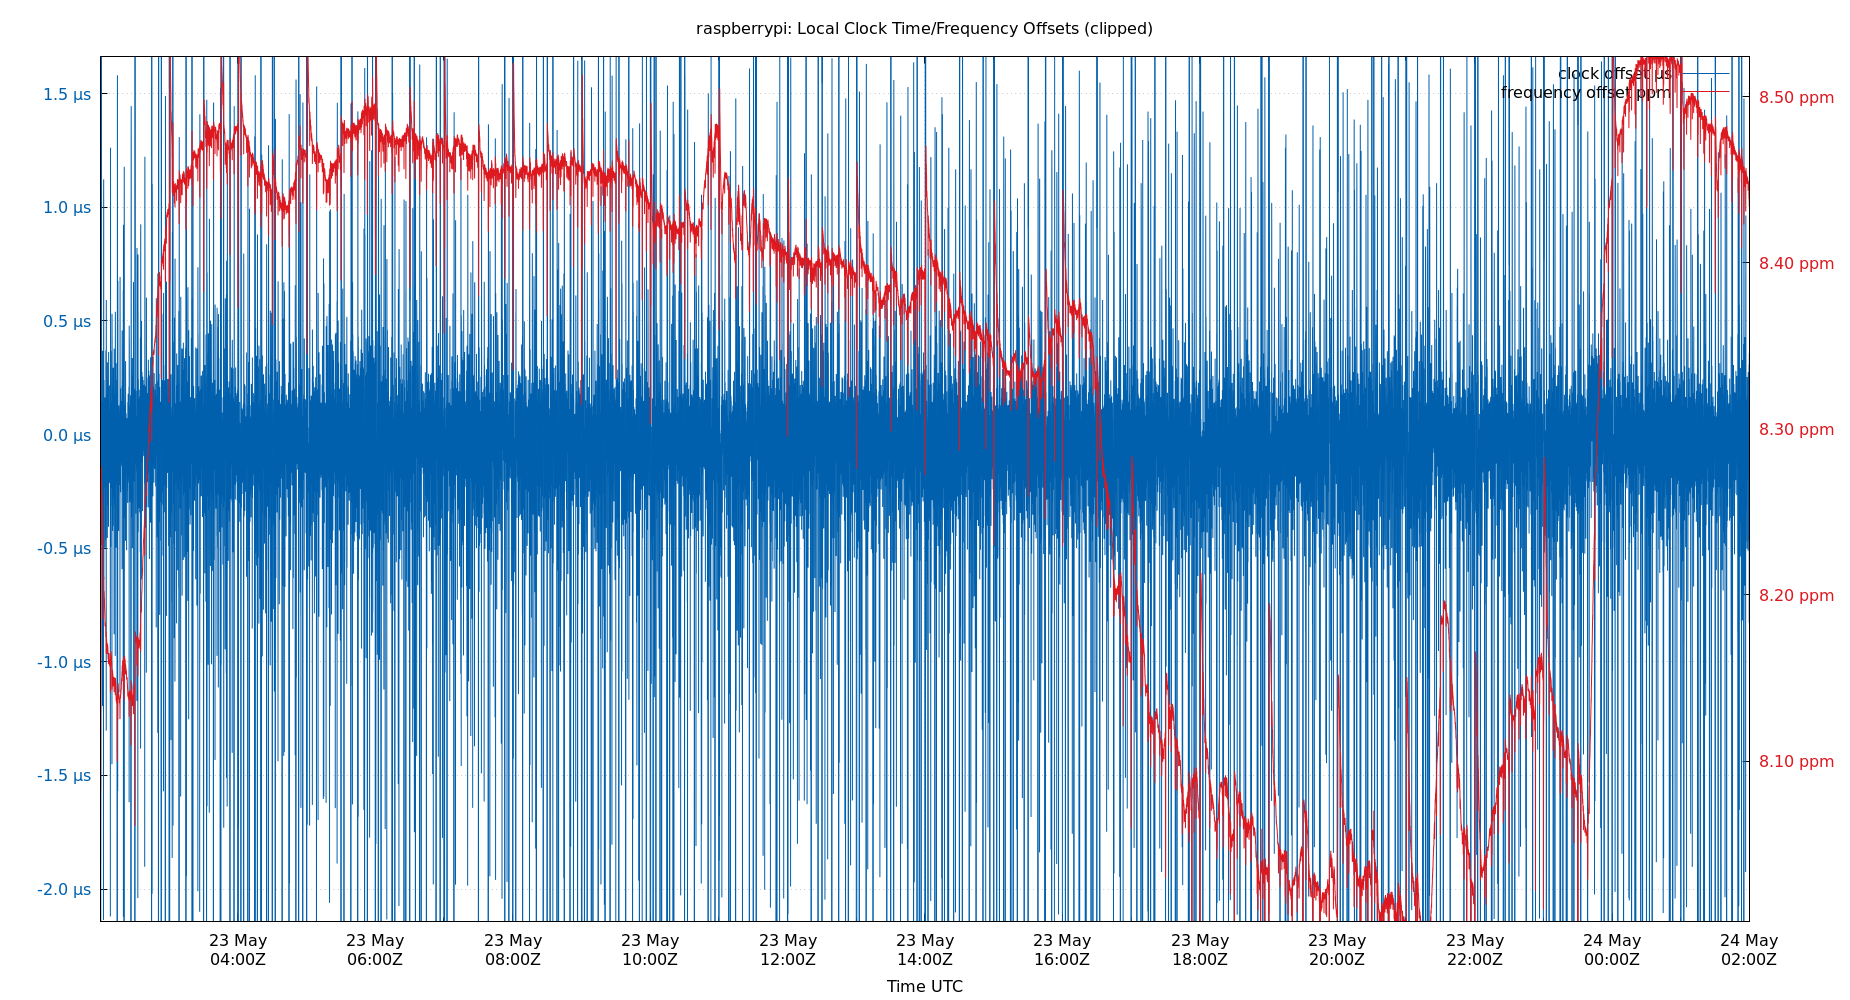 raspberrypi: Local Clock Time/Frequency Offsets (clipped)
clock offset µs
frequency offset ppm
1.5 µs
1.0 µs
0.5 µs
0.0 µs
-0.5 µs
-1.0 µs
-1.5 µs
-2.0 µs
8.50 ppm
8.40 ppm
8.30 ppm
8.20 ppm
8.10 ppm
23 May 23 May 23 May 23 May 23 May 23 May 23 May 23 May 23 May 23 May 24 May 24 May
04:00Z 06:00Z 08:00Z 10:00Z 12:00Z 14:00Z 16:00Z 18:00Z 20:00Z 22:00Z 00:00Z 02:00Z
Time UTC